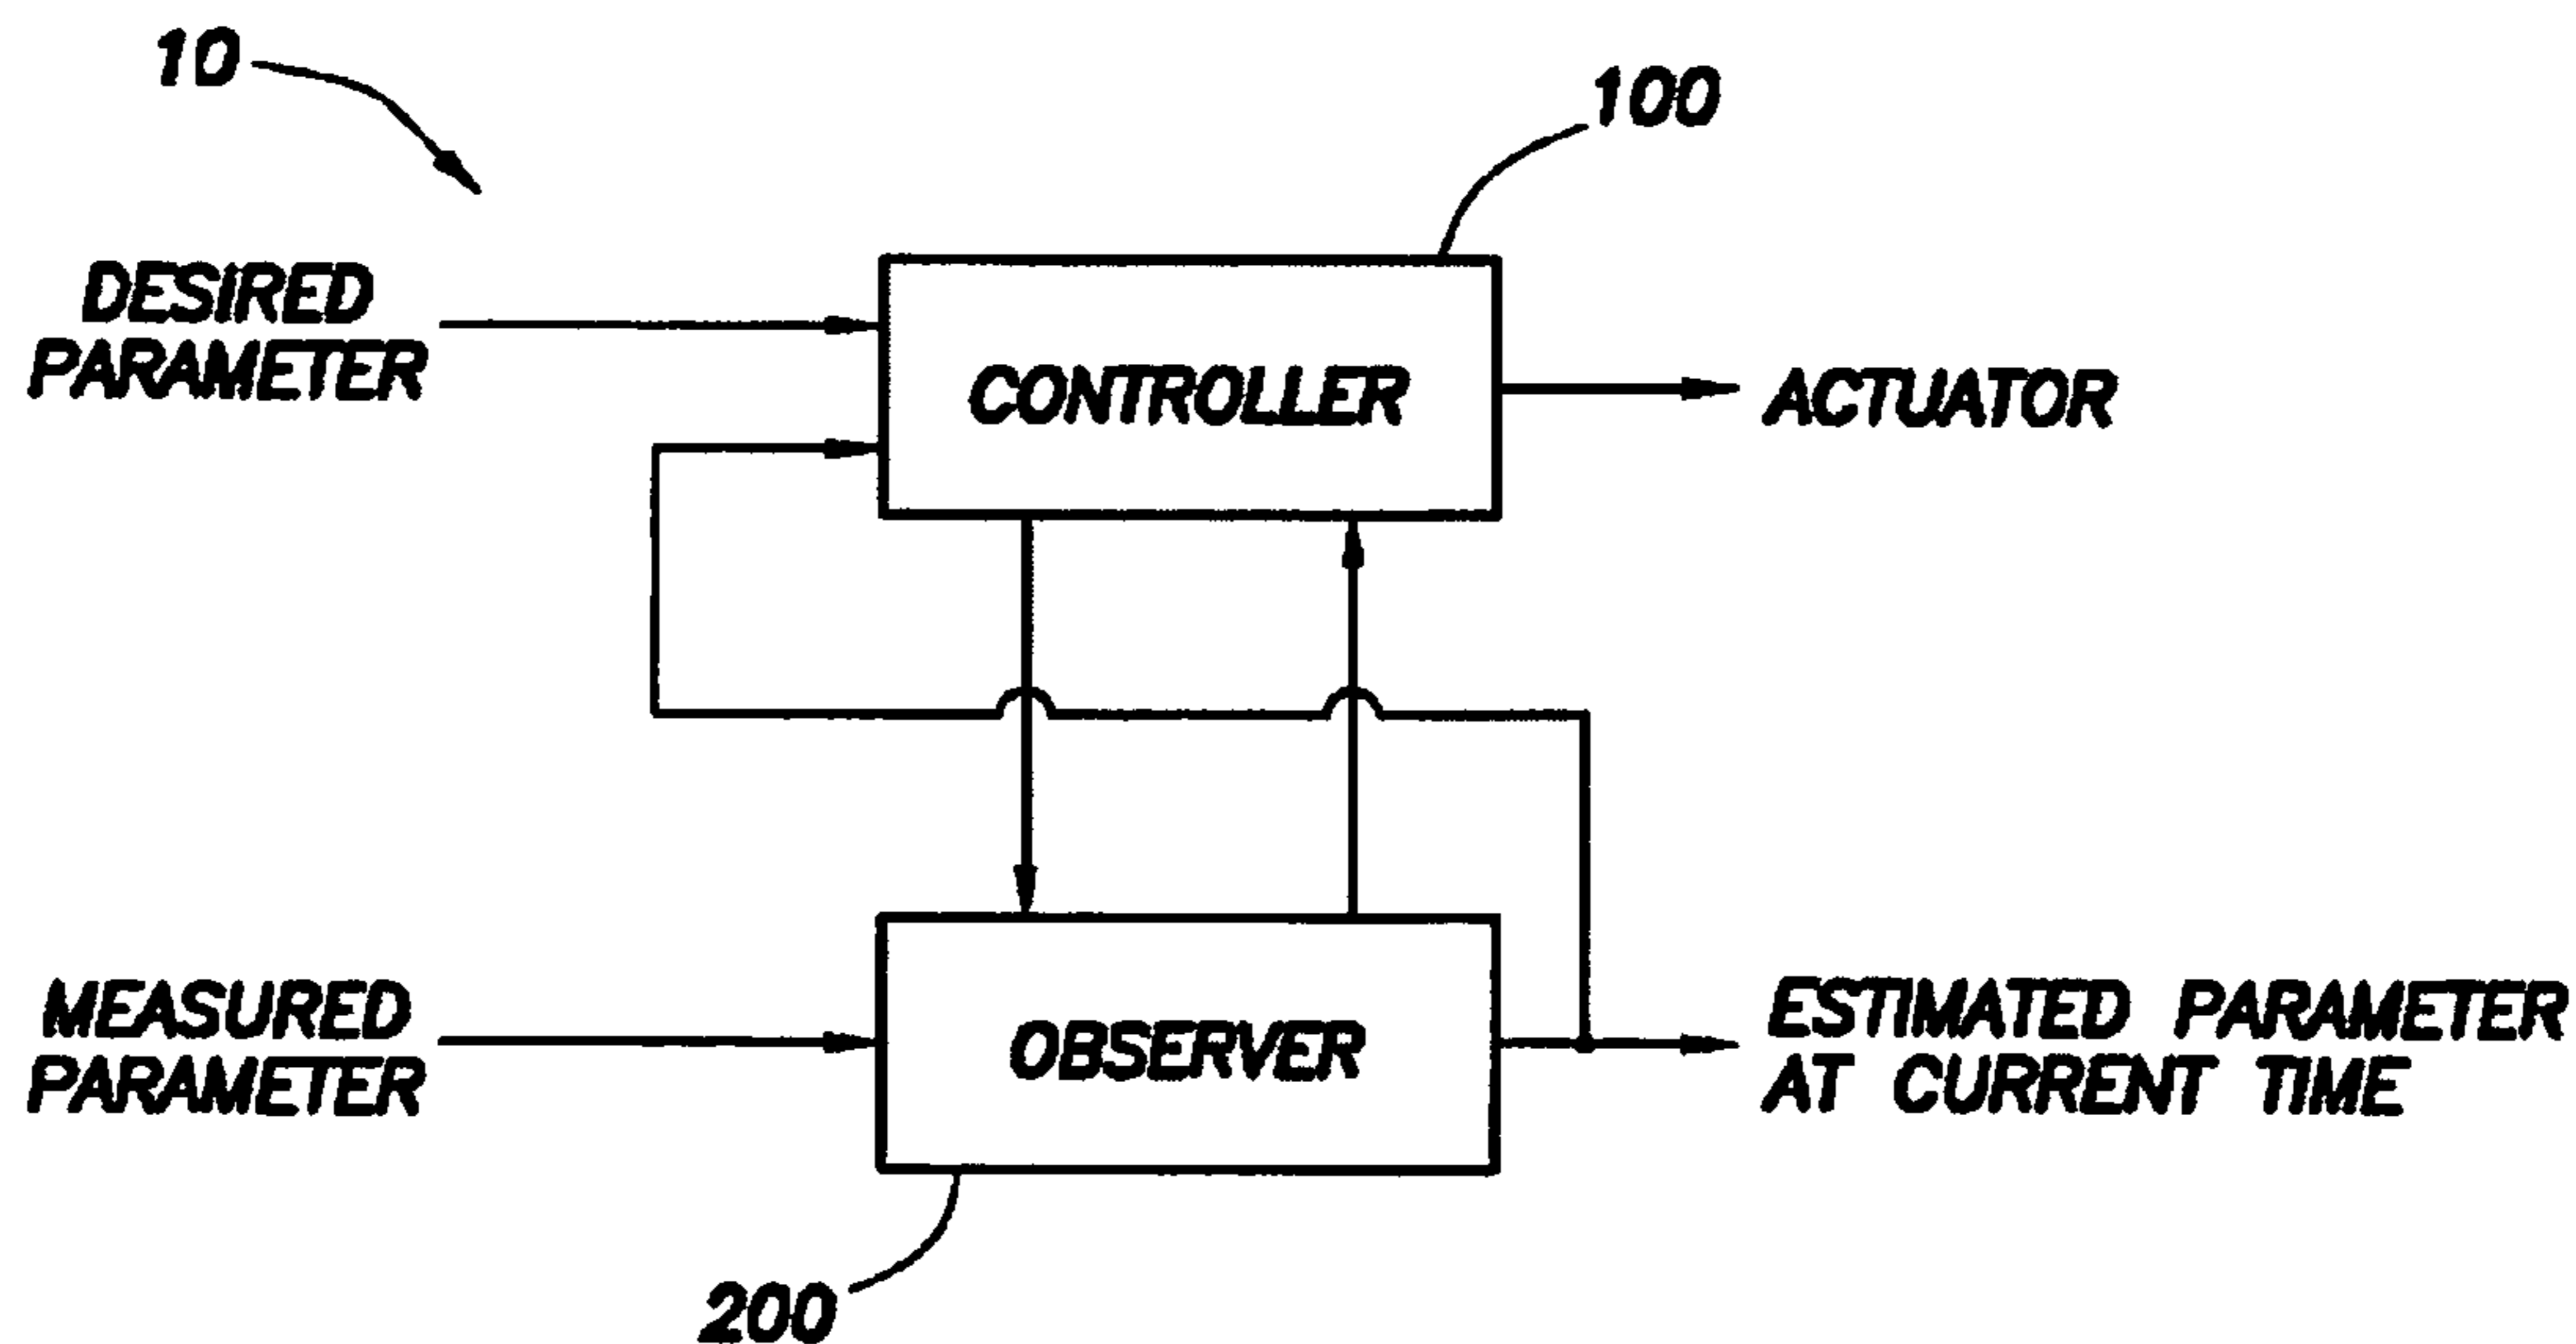 10
100
DESIRED
PARAMETER
CONTROLLER
ACTUATOR
MEASURED
PARAMETER
OBSERVER
ESTIMATED PARAMETER
AT CURRENT TIME
200